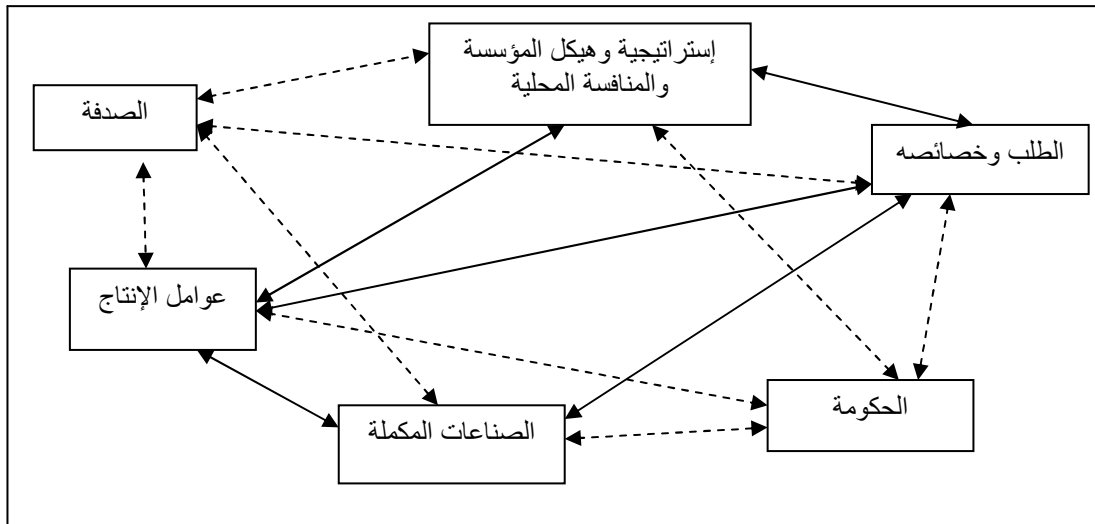 إستراتيجية وهيكل المؤسسة
والمنافسة المحلية
الصدفة
الطلب وخصائصه
عوامل الإنتاج
الحكومة
الصناعات المكملة